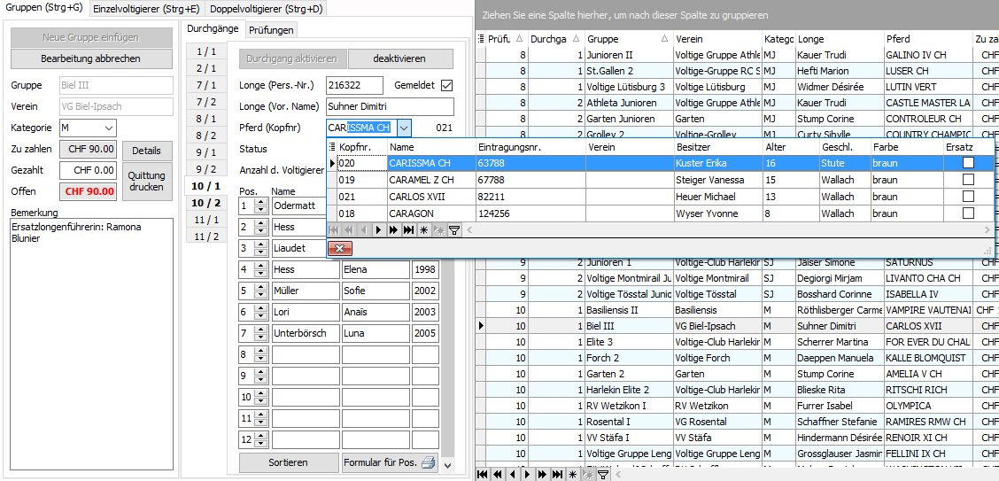 Gruppen (Strg+G) Einzelvoltigierer (Strg+E) Doppelvoltigierer (Strg+D)
Neue Gruppe einfügen
Bearbeitung abbrechen
Gruppe Biel III
Verein VG Biel-Ipsach
Kategorie M
Zu zahlen CHF 90.00 Details
Gezahlt CHF 0.00
Quittung drucken
Offen CHF 90.00
Bemerkung
Ersatzlongenführerin: Ramona
Blunier
Durchgänge Prüfungen
1 / 1
2 / 1
7 / 1
7 / 2
8 / 1
8 / 2
9 / 1
9 / 2
10 / 1
10 / 2
11 / 1
11 / 2
Durchgang aktivieren deaktivieren
Longe (Pers.-Nr.) 216322 Gemeldet
Longe (Vor. Name) Suhner Dimitri
Pferd (Kopfnr) CARISSMA CH 021
Status
Anzahl d. Voltigierer
Pos. Name
1 Odermatt
2 Hess
3 Liaudet
4 Hess Elena 1998
5 Müller Sofie 2002
6 Lori Anaïs 2003
7 Unterbörsch Luna 2005
8
9
10
11
12
Sortieren Formular für Pos.
Kopfnr. Name Eintragungsnr. Verein Besitzer Alter Geschl. Farbe Ersatz
020 CARISSMA CH 63788 Kuster Erika 16 Stute braun
019 CARAMEL Z CH 67788 Steiger Vanessa 15 Wallach braun
021 CARLOS XVII 82211 Heuer Michael 13 Wallach braun
018 CARAGON 124256 Wyser Yvonne 8 Wallach braun
Ziehen Sie eine Spalte hierher, um nach dieser Spalte zu gruppieren
Prüfu Durchga Gruppe Verein Katego Longe Pferd Zu zah
8 1 Junioren II Voltige Gruppe Athle MJ Kauer Trudi GALINO IV CH CHF
8 1 St.Gallen 2 Voltige-Gruppe RC S MJ Hefti Marion LUSER CH CHF
8 1 Voltige Lütisburg 3 Voltige Lütisburg MJ Widmer Désirée LUTIN VERT CHF
8 2 Athleta Junioren Voltige Gruppe Athle MJ Kauer Trudi CASTLE MASTER LA CHF
8 2 Garten Junioren Garten MJ Stump Corine CONTROLEUR CH CHF
8 2 Grolley 2 Voltige-Grolley MJ Curty Sibylle COUNTRY CHAMPIC CHF
9 2 Junioren 1 Voltige-Club Harlekin SJ Jäiser Simone SATURNUS CHF
9 2 Voltige Montmirail Ju Voltige Montmirail SJ Degiorgi Mirjam LIVANTO CHA CH CHF
9 2 Voltige Tösstal Junic Voltige Tösstal SJ Bosshard Corinne ISABELLA IV CHF
10 1 Basiliensis II Basiliensis M Röthlisberger Carme VAMPIRE VAUTENAI CHF
10 1 Biel III VG Biel-Ipsach M Suhner Dimitri CARLOS XVII CHF
10 1 Elite 3 Voltige-Club Harlekin M Scherrer Martina FOR EVER DU CHAL CHF
10 1 Forch 2 Voltige Forch M Daeppen Manuela KALLE BLOMQUIST CHF
10 1 Garten 2 Garten M Stump Corine AMELIA V CH CHF
10 1 Harlekin Elite 2 Voltige-Club Harlekin M Blieske Rita RITSCHI RICH CHF
10 1 RV Wetzikon I RV Wetzikon M Furrer Isabel OLYMPICA CHF
10 1 Rosental I VG Rosental M Schaffner Stefanie RAMIRES RMW CH CHF
10 1 VV Stäfa I VV Stäfa M Hindermann Désirée RENOIR XI CH CHF
10 1 Voltige Gruppe Leng Voltige Gruppe Leng M Grossglauser Jasmin FELLINI IX CH CHF